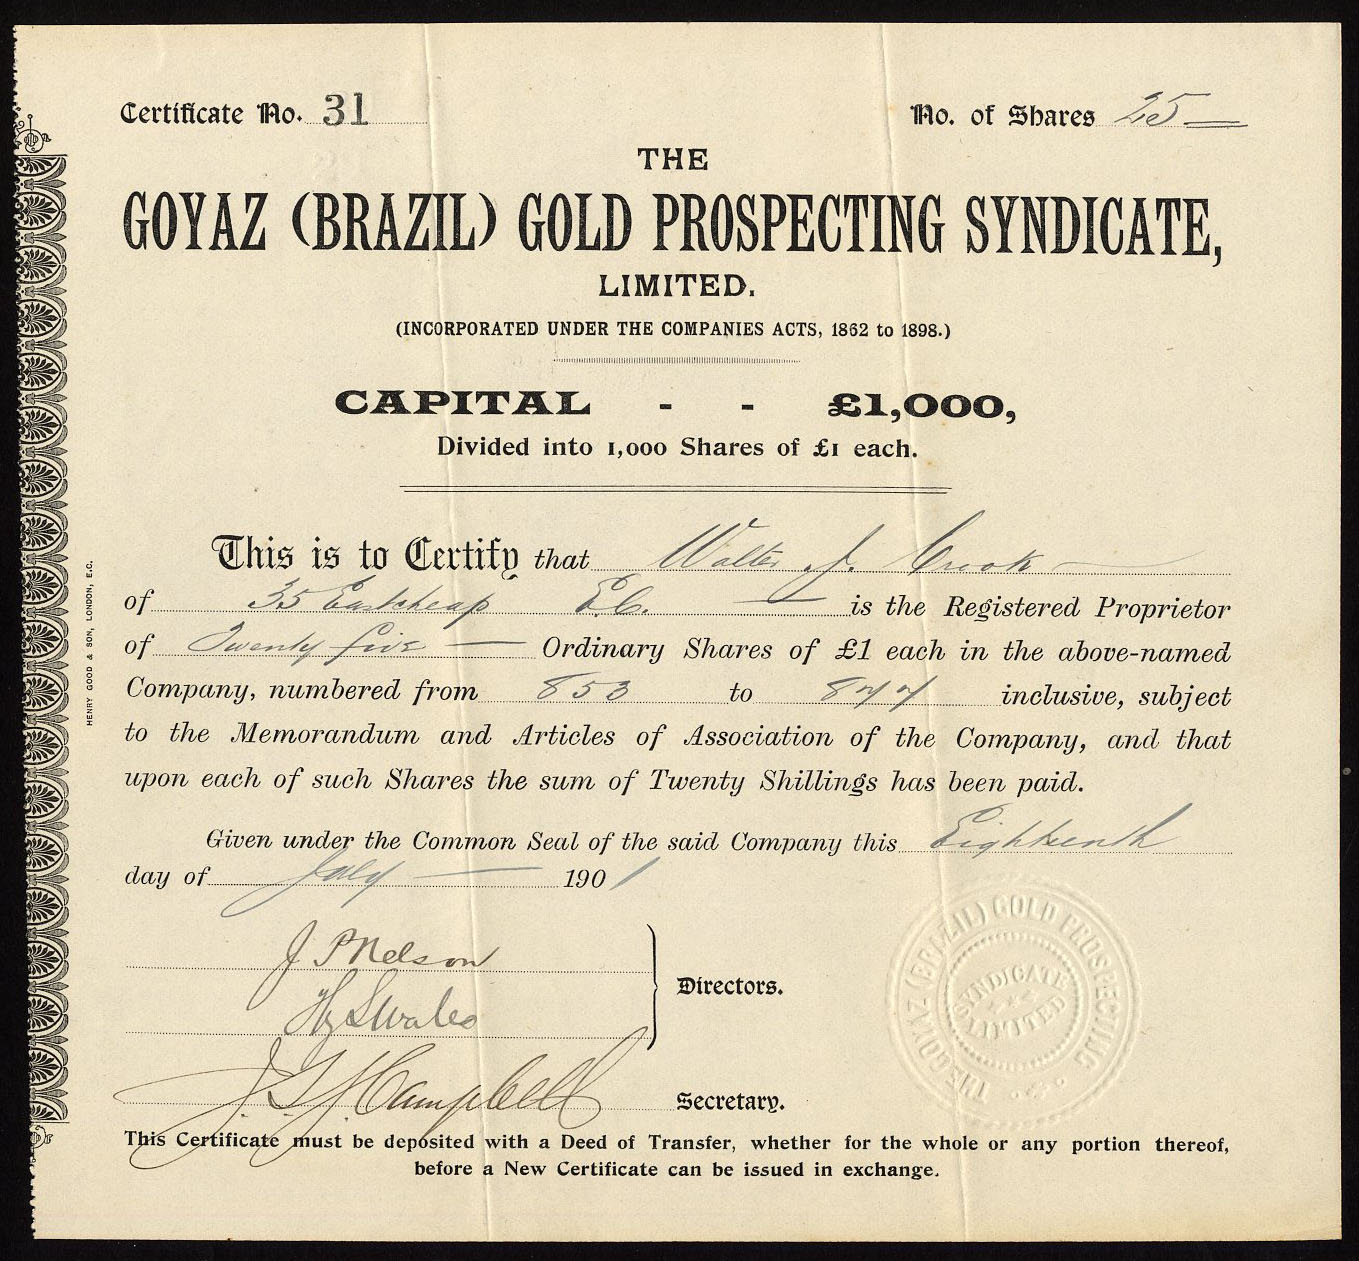 Certificate No. 31
No. of Shares 25
THE
GOYAZ (BRAZIL) GOLD PROSPECTING SYNDICATE,
LIMITED.
(INCORPORATED UNDER THE COMPANIES ACTS, 1862 to 1898.)
CAPITAL - - £1,000,
Divided into 1,000 Shares of £1 each.
This is to Certify that Walter J. Crook
of 35 Eastcheap E.C. is the Registered Proprietor
of Twenty five Ordinary Shares of £1 each in the above-named
Company, numbered from 853 to 877 inclusive, subject
to the Memorandum and Articles of Association of the Company, and that
upon each of such Shares the sum of Twenty Shillings has been paid.
Given under the Common Seal of the said Company this Eighteenth
day of July 1901
J P Nelson
Directors.
J. Campbell
Secretary.
This Certificate must be deposited with a Deed of Transfer, whether for the whole or any portion thereof,
before a New Certificate can be issued in exchange.
HENRY GOOD & SON, LONDON, E.C.
THE GOYAZ (BRAZIL) GOLD PROSPECTING
SYNDICATE
LIMITED